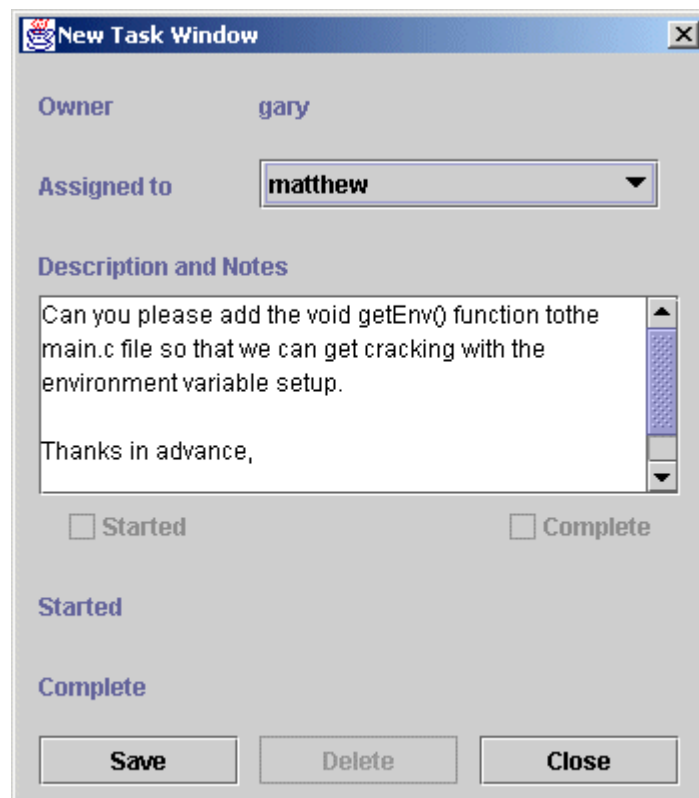 New Task Window
Owner gary
Assigned to matthew
Description and Notes
Can you please add the void getEnv() function tothe
main.c file so that we can get cracking with the
environment variable setup.
Thanks in advance,
Started Complete
Started
Complete
Save Delete Close